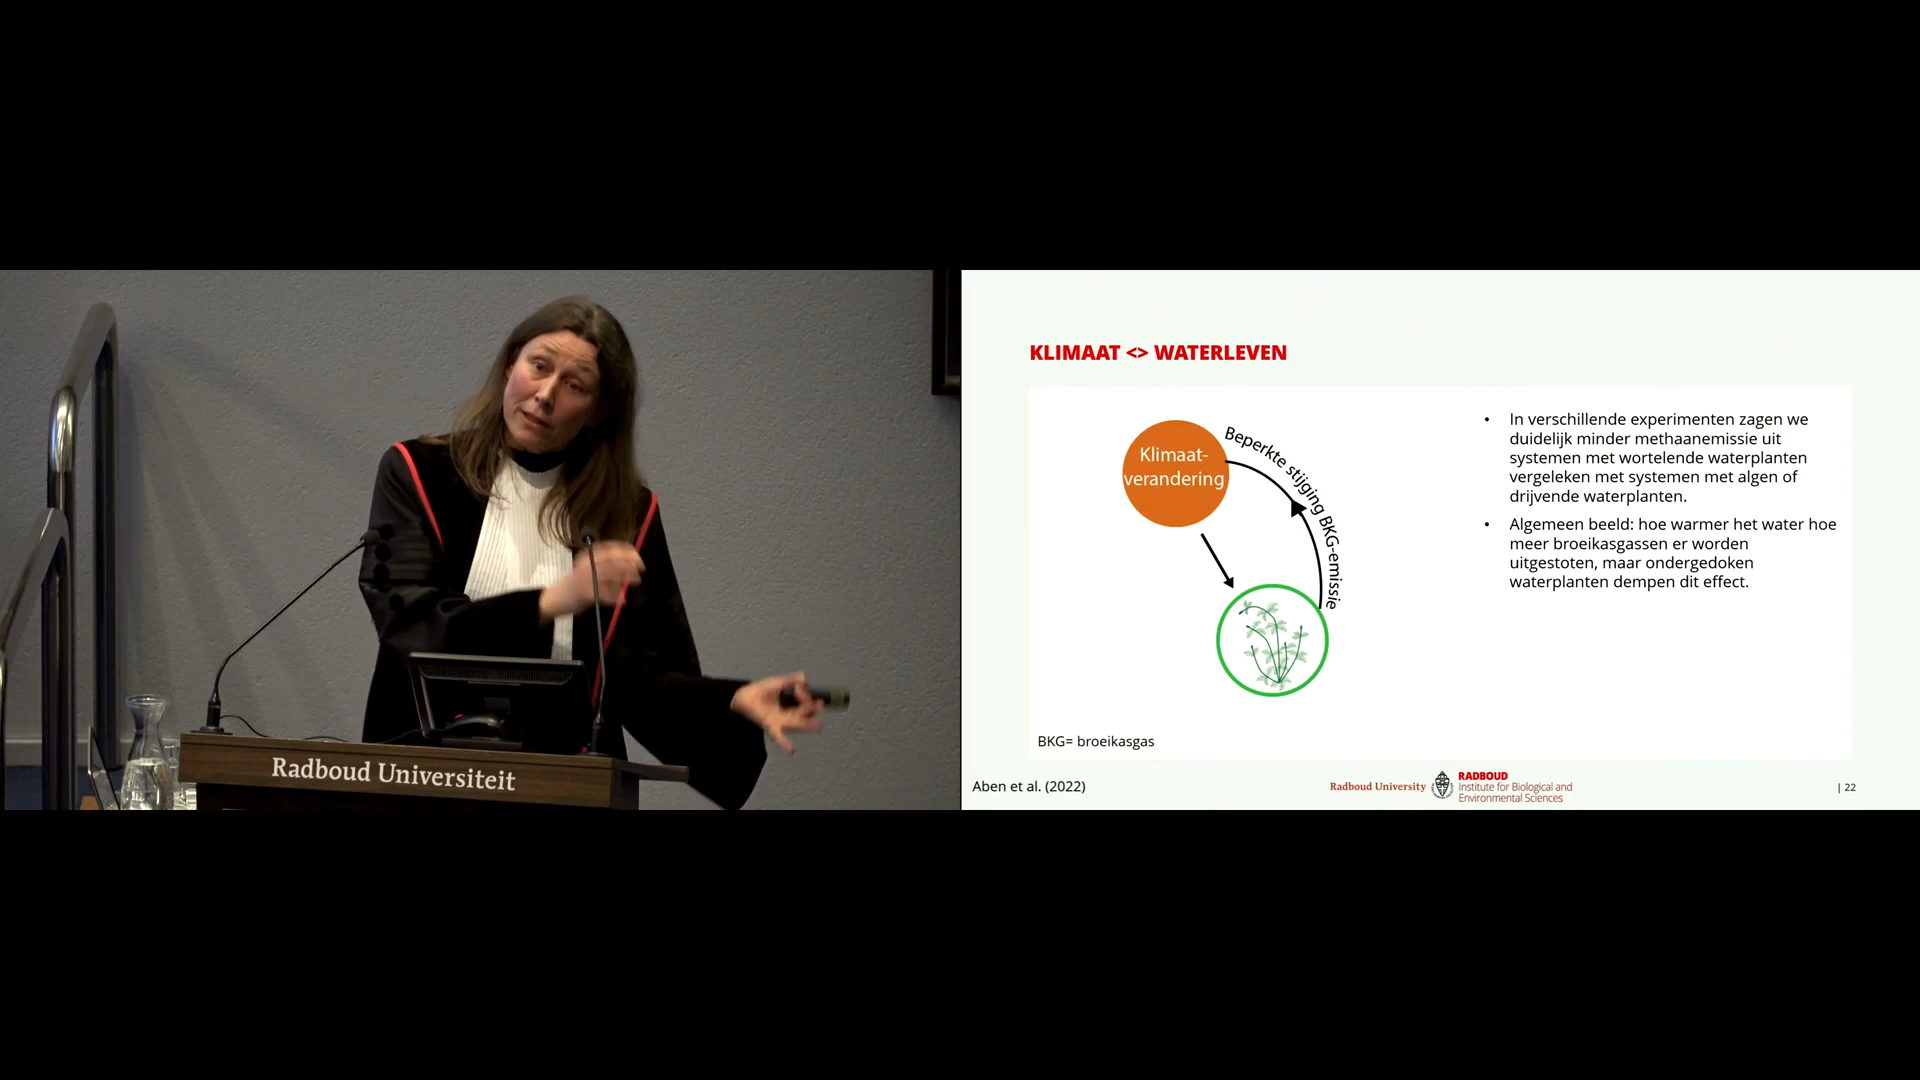 Radboud Universiteit
KLIMAAT <> WATERLEVEN
Klimaat-
verandering
Beperkte stijging BKG-emissie
• In verschillende experimenten zagen we
duidelijk minder methaanemissie uit
systemen met wortelende waterplanten
vergeleken met systemen met algen of
drijvende waterplanten.
• Algemeen beeld: hoe warmer het water hoe
meer broeikasgassen er worden
uitgestoten, maar ondergedoken
waterplanten dempen dit effect.
BKG= broeikasgas
Aben et al. (2022)
Radboud University
RADBOUD
Institute for Biological and
Environmental Sciences
| 22